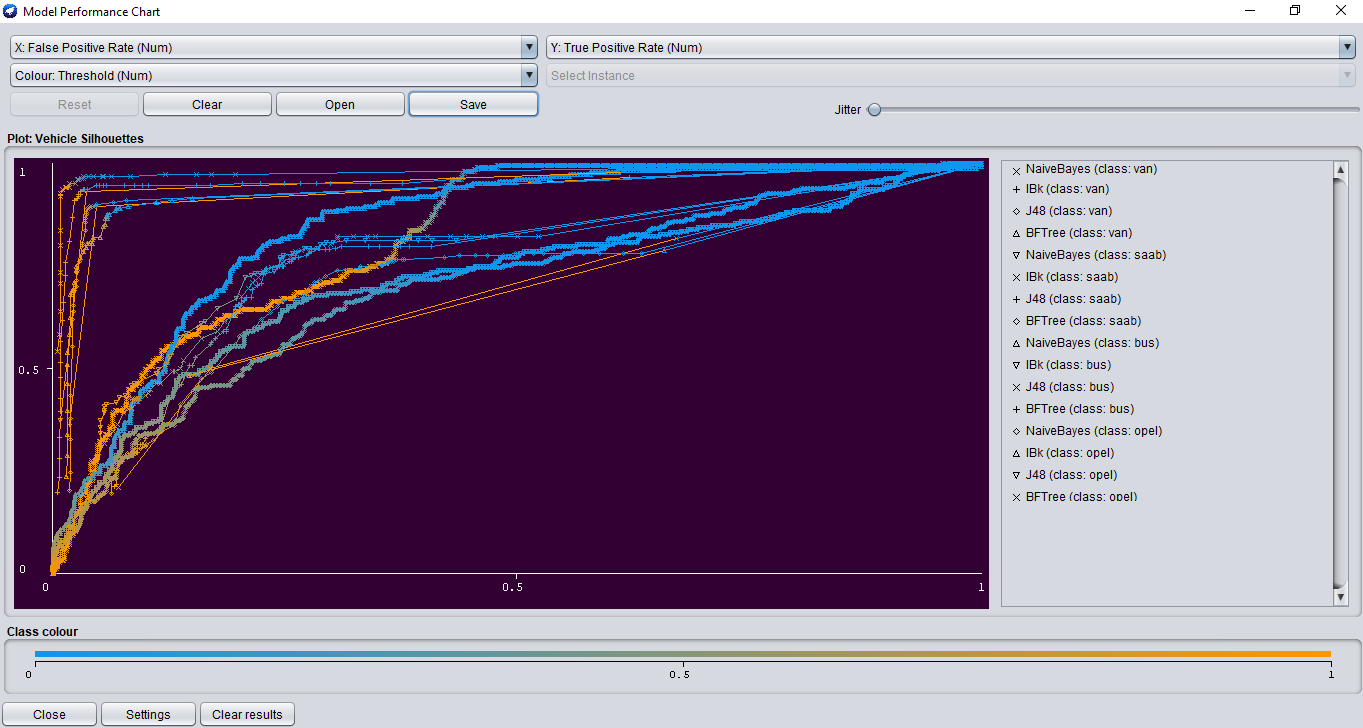 Model Performance Chart
X: False Positive Rate (Num)
Y: True Positive Rate (Num)
Colour: Threshold (Num)
Select Instance
Reset
Clear
Open
Save
Jitter
Plot: Vehicle Silhouettes
1
0.5
0
0
0.5
1
NaiveBayes (class: van)
IBk (class: van)
J48 (class: van)
BFTree (class: van)
NaiveBayes (class: saab)
IBk (class: saab)
J48 (class: saab)
BFTree (class: saab)
NaiveBayes (class: bus)
IBk (class: bus)
J48 (class: bus)
BFTree (class: bus)
NaiveBayes (class: opel)
IBk (class: opel)
J48 (class: opel)
BFTree (class: opel)
Class colour
0
0.5
1
Close
Settings
Clear results